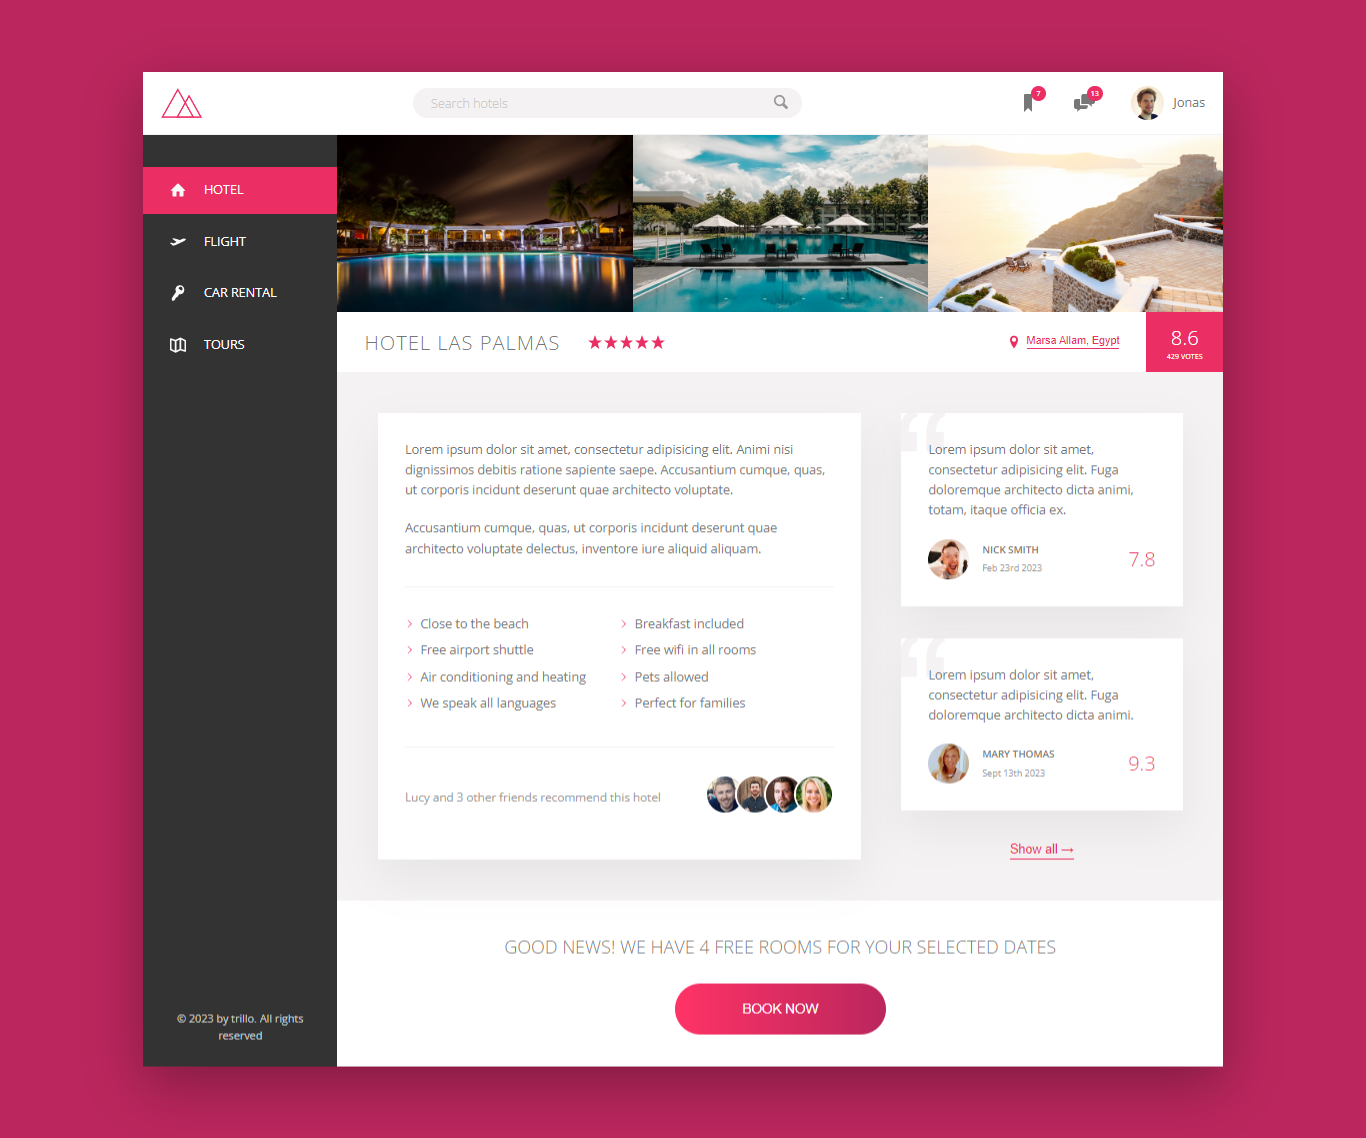 Search hotels
7
13
Jonas
HOTEL
FLIGHT
CAR RENTAL
TOURS
© 2023 by trillo. All rights
reserved
HOTEL LAS PALMAS
Marsa Allam, Egypt
8.6
429 VOTES
Lorem ipsum dolor sit amet, consectetur adipisicing elit. Animi nisi
dignissimos debitis ratione sapiente saepe. Accusantium cumque, quas,
ut corporis incidunt deserunt quae architecto voluptate.
Accusantium cumque, quas, ut corporis incidunt deserunt quae
architecto voluptate delectus, inventore iure aliquid aliquam.
Close to the beach
Free airport shuttle
Air conditioning and heating
We speak all languages
Breakfast included
Free wifi in all rooms
Pets allowed
Perfect for families
Lucy and 3 other friends recommend this hotel
“
Lorem ipsum dolor sit amet,
consectetur adipisicing elit. Fuga
doloremque architecto dicta animi,
totam, itaque officia ex.
NICK SMITH
Feb 23rd 2023
7.8
“
Lorem ipsum dolor sit amet,
consectetur adipisicing elit. Fuga
doloremque architecto dicta animi.
MARY THOMAS
Sept 13th 2023
9.3
Show all →
GOOD NEWS! WE HAVE 4 FREE ROOMS FOR YOUR SELECTED DATES
BOOK NOW